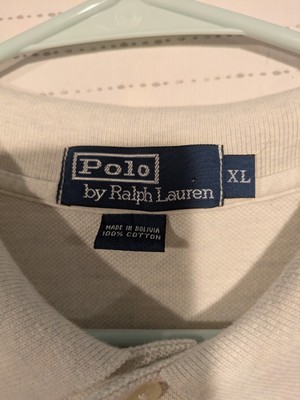 Polo
by Ralph Lauren
XL
MADE IN BOLIVIA
100% COTTON